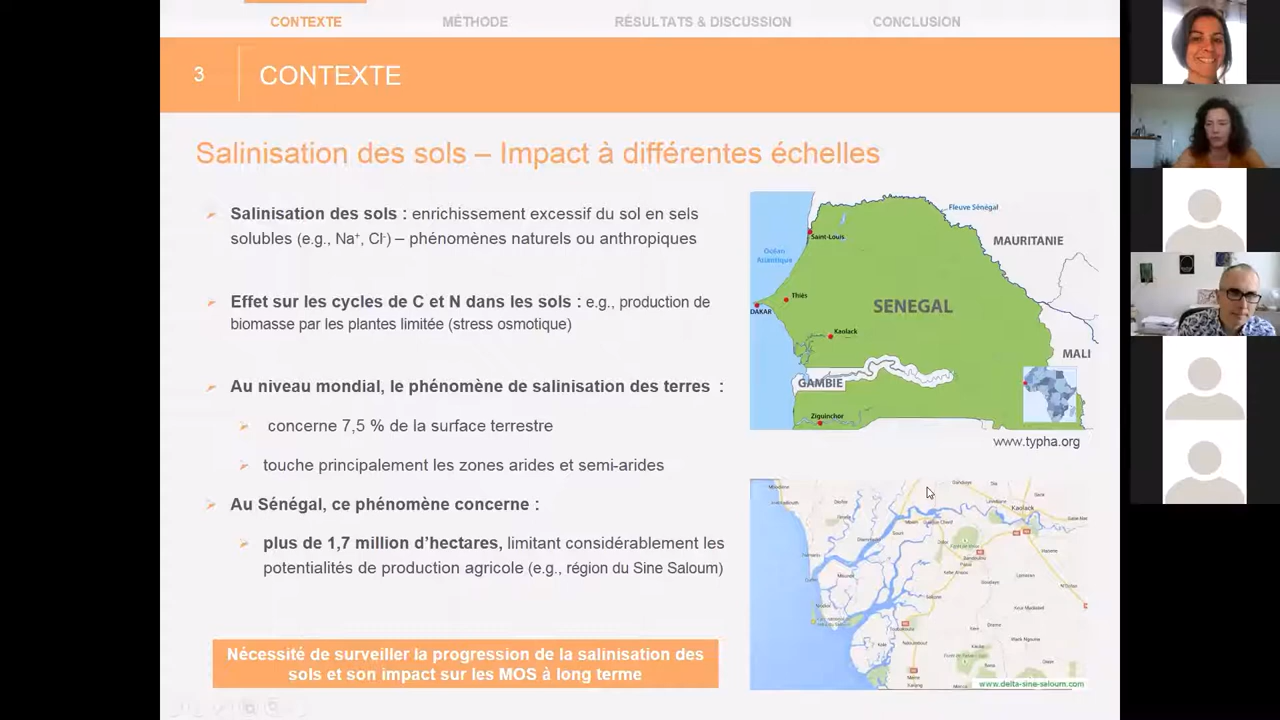 CONTEXTE MÉTHODE RÉSULTATS & DISCUSSION CONCLUSION
3 CONTEXTE
Salinisation des sols – Impact à différentes échelles
Salinisation des sols : enrichissement excessif du sol en sels
solubles (e.g., Na⁺, Cl⁻) – phénomènes naturels ou anthropiques
Effet sur les cycles de C et N dans les sols : e.g., production de
biomasse par les plantes limitée (stress osmotique)
Au niveau mondial, le phénomène de salinisation des terres :
concerne 7,5 % de la surface terrestre
touche principalement les zones arides et semi-arides
Au Sénégal, ce phénomène concerne :
plus de 1,7 million d’hectares, limitant considérablement les
potentialités de production agricole (e.g., région du Sine Saloum)
Nécessité de surveiller la progression de la salinisation des
sols et son impact sur les MOS à long terme
Fleuve Sénégal
Saint-Louis
MAURITANIE
Océan
Atlantique
Thiès
DAKAR
SENEGAL
Kaolack
MALI
GAMBIE
Ziguinchor
www.typha.org
Kaolack
www.delta-sine-saloum.com